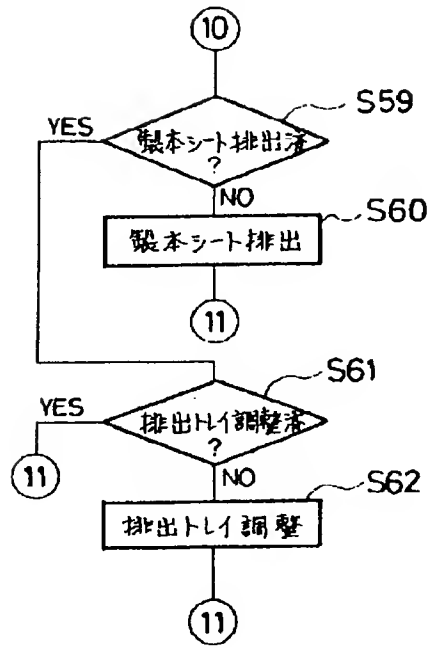 10
S59
YES
製本シート排出済
?
NO
S60
製本シート排出
11
S61
YES
排出トレイ調整済
?
11
NO
S62
排出トレイ調整
11